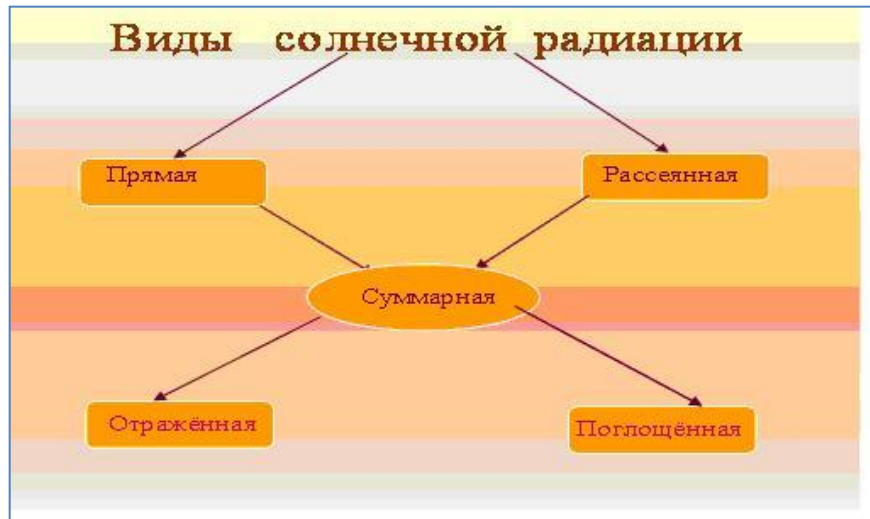 Виды солнечной радиации
Прямая
Рассеянная
Суммарная
Отражённая
Поглощённая